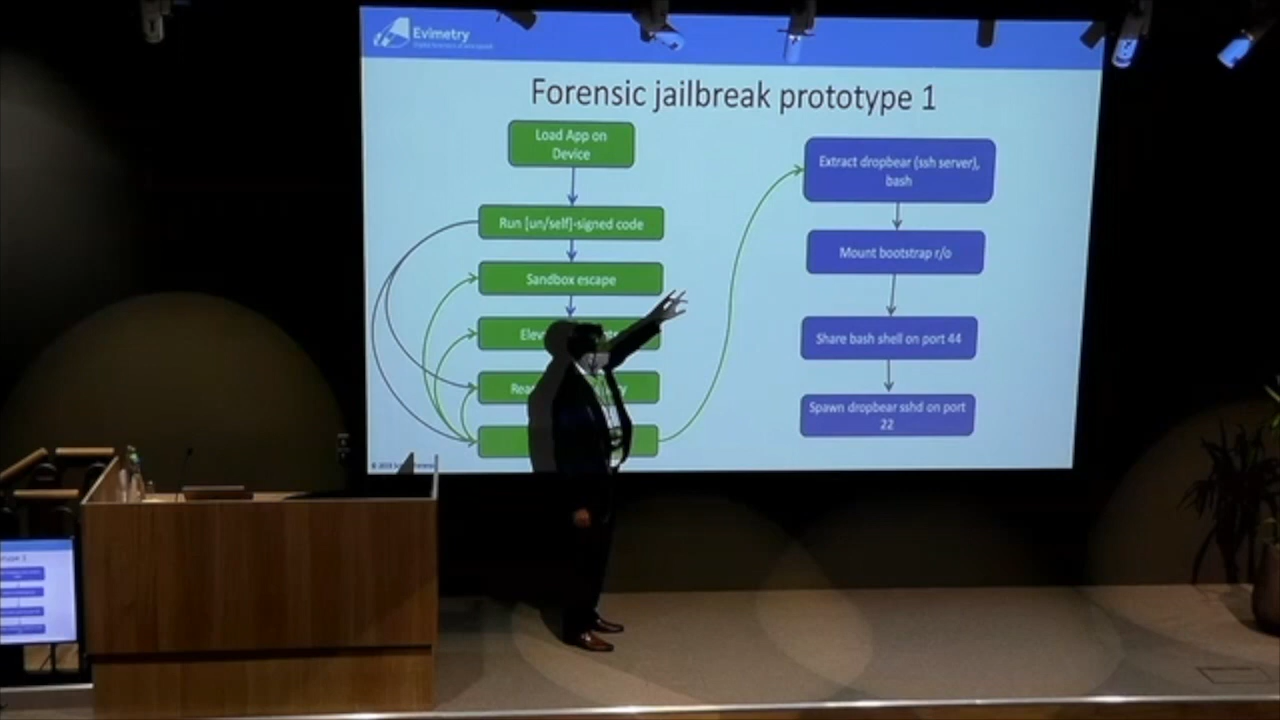 Evimetry
Forensic jailbreak prototype 1
Load App on
Device
Run [un/self]-signed code
Sandbox escape
Extract dropbear (ssh server),
bash
Mount bootstrap r/o
Share bash shell on port 44
Spawn dropbear sshd on port
22